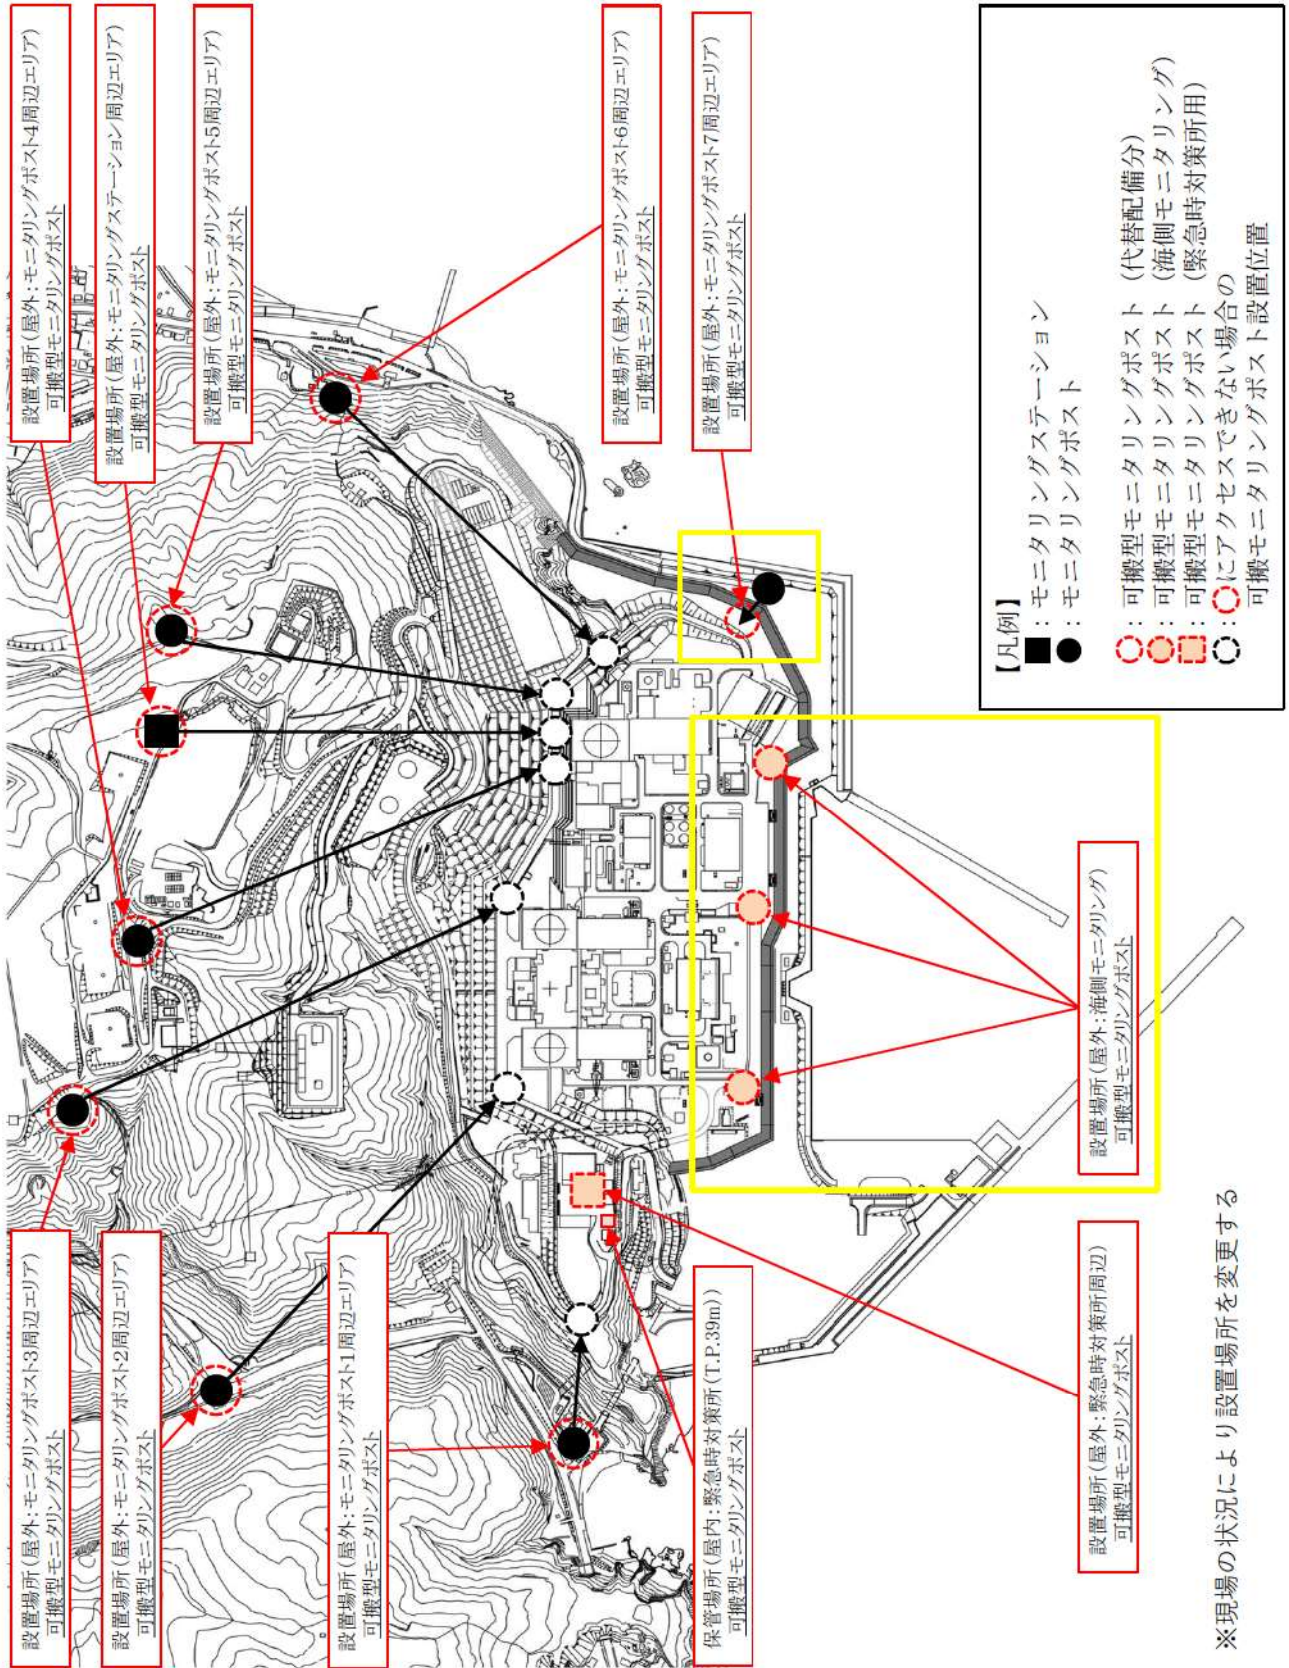 設置場所(屋外:モニタリングポスト3周辺エリア)
可搬型モニタリングポスト
設置場所(屋外:モニタリングポスト2周辺エリア)
可搬型モニタリングポスト
設置場所(屋外:モニタリングポスト1周辺エリア)
可搬型モニタリングポスト
保管場所(屋内:緊急時対策所(T.P.39m))
可搬型モニタリングポスト
設置場所(屋外:緊急時対策所周辺)
可搬型モニタリングポスト
設置場所(屋外:海側モニタリング)
可搬型モニタリングポスト
設置場所(屋外:モニタリングポスト4周辺エリア)
可搬型モニタリングポスト
設置場所(屋外:モニタリングステーション周辺エリア)
可搬型モニタリングポスト
設置場所(屋外:モニタリングポスト5周辺エリア)
可搬型モニタリングポスト
設置場所(屋外:モニタリングポスト6周辺エリア)
可搬型モニタリングポスト
設置場所(屋外:モニタリングポスト7周辺エリア)
可搬型モニタリングポスト
【凡例】
:モニタリングステーション
:モニタリングポスト
:可搬型モニタリングポスト(代替配備分)
:可搬型モニタリングポスト(海側モニタリング)
:可搬型モニタリングポスト(緊急時対策所用)
:にアクセスできない場合の
可搬モニタリングポスト設置位置
※現場の状況により設置場所を変更する